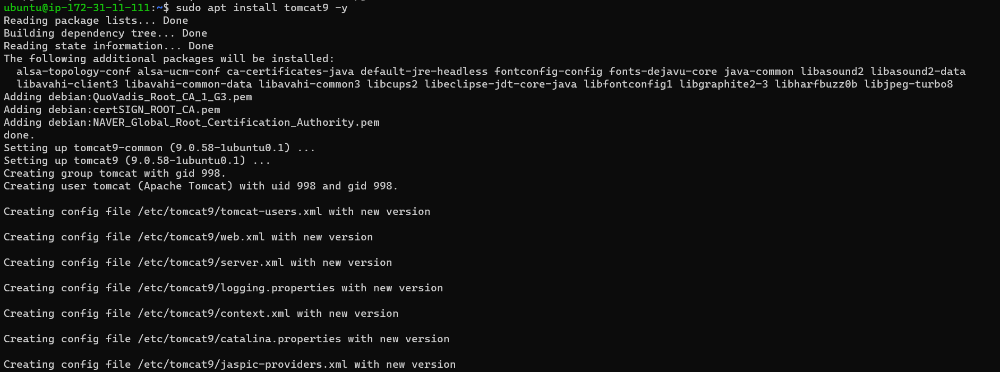 ubuntu@ip-172-31-11-111:~$ sudo apt install tomcat9 -y
Reading package lists... Done
Building dependency tree... Done
Reading state information... Done
The following additional packages will be installed:
  alsa-topology-conf alsa-ucm-conf ca-certificates-java default-jre-headless fontconfig-config fonts-dejavu-core java-common libasound2 libasound2-data
  libavahi-client3 libavahi-common-data libavahi-common3 libcups2 libeclipse-jdt-core-java libfontconfig1 libgraphite2-3 libharfbuzz0b libjpeg-turbo8
Adding debian:QuoVadis_Root_CA_1_G3.pem
Adding debian:certSIGN_ROOT_CA.pem
Adding debian:NAVER_Global_Root_Certification_Authority.pem
done.
Setting up tomcat9-common (9.0.58-1ubuntu0.1) ...
Setting up tomcat9 (9.0.58-1ubuntu0.1) ...
Creating group tomcat with gid 998.
Creating user tomcat (Apache Tomcat) with uid 998 and gid 998.

Creating config file /etc/tomcat9/tomcat-users.xml with new version

Creating config file /etc/tomcat9/web.xml with new version

Creating config file /etc/tomcat9/server.xml with new version

Creating config file /etc/tomcat9/logging.properties with new version

Creating config file /etc/tomcat9/context.xml with new version

Creating config file /etc/tomcat9/catalina.properties with new version

Creating config file /etc/tomcat9/jaspic-providers.xml with new version